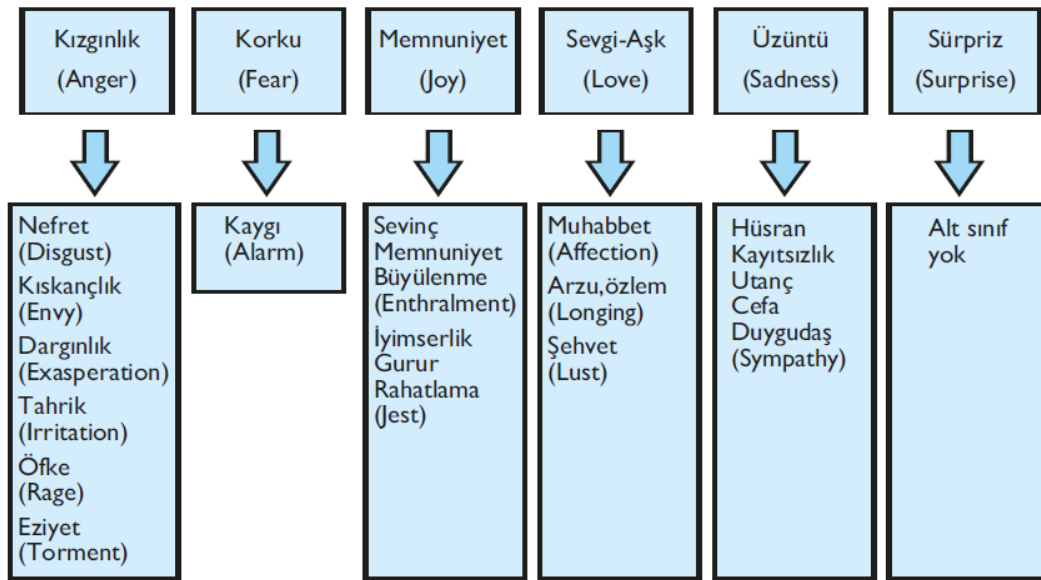 Kızgınlık
(Anger)
Korku
(Fear)
Memnuniyet
(Joy)
Sevgi-Aşk
(Love)
Üzüntü
(Sadness)
Sürpriz
(Surprise)
Nefret
(Disgust)
Kıskançlık
(Envy)
Dargınlık
(Exasperation)
Tahrik
(Irritation)
Öfke
(Rage)
Eziyet
(Torment)
Kaygı
(Alarm)
Sevinç
Memnuniyet
Büyülenme
(Enthralment)
İyimserlik
Gurur
Rahatlama
(Jest)
Muhabbet
(Affection)
Arzu,özlem
(Longing)
Şehvet
(Lust)
Hüsran
Kayıtsızlık
Utanç
Cefa
Duygudaş
(Sympathy)
Alt sınıf
yok